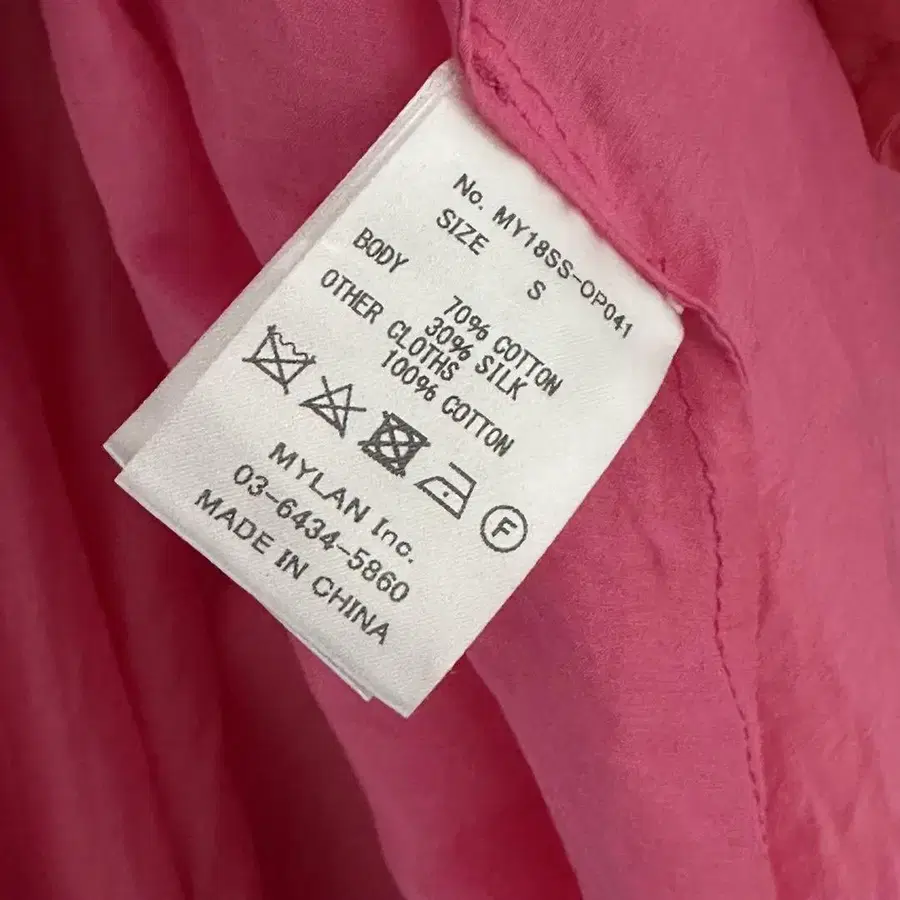 No. MY18SS-OP041
SIZE S
BODY
70% COTTON
30% SILK
OTHER CLOTHS
100% COTTON
F
MYLAN Inc.
03-6434-5860
MADE IN CHINA